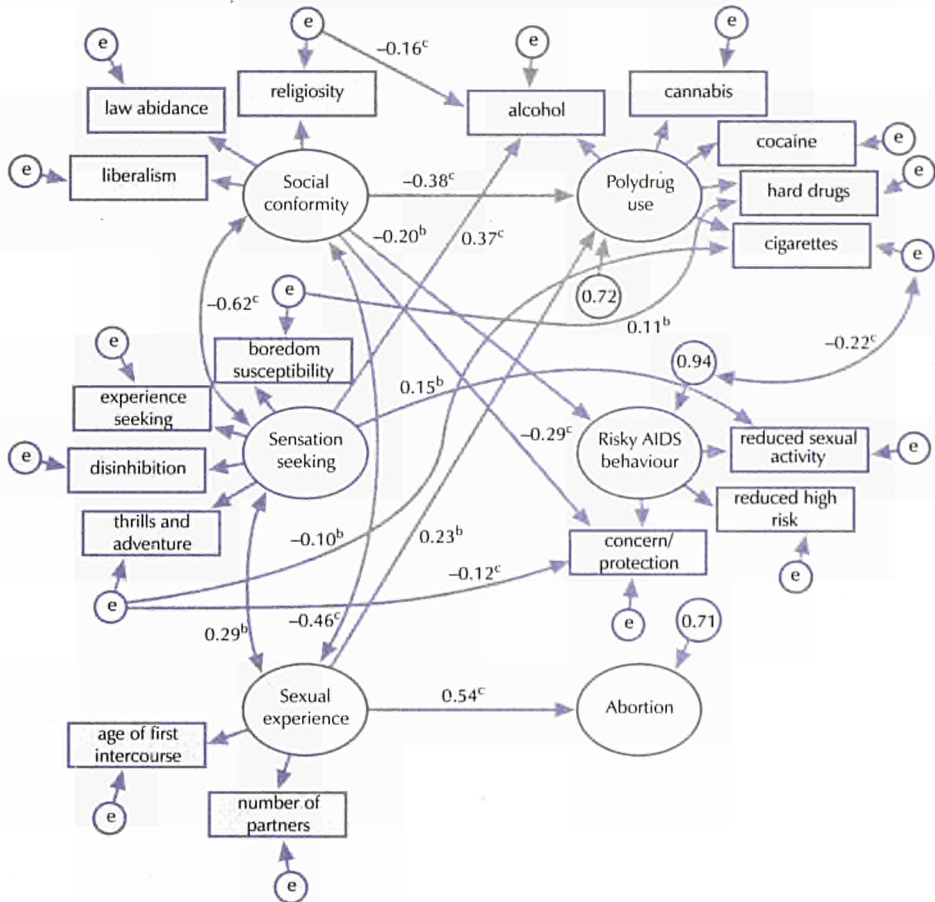 e
e
e
e
–0.16ᶜ
religiosity
cannabis
law abidance
alcohol
cocaine
e
e
liberalism
Social
conformity
–0.38ᶜ
Polydrug
use
hard drugs
e
–0.20ᵇ
0.37ᶜ
cigarettes
e
–0.62ᶜ
e
0.72
0.11ᵇ
–0.22ᶜ
e
boredom
susceptibility
0.94
experience
seeking
0.15ᵇ
Sensation
seeking
–0.29ᶜ
Risky AIDS
behaviour
reduced sexual
activity
e
e
disinhibition
reduced high
risk
thrills and
adventure
–0.10ᵇ
0.23ᵇ
concern/
protection
–0.12ᶜ
e
e
e
0.29ᵇ
–0.46ᶜ
0.71
Sexual
experience
0.54ᶜ
Abortion
age of first
intercourse
e
number of
partners
e